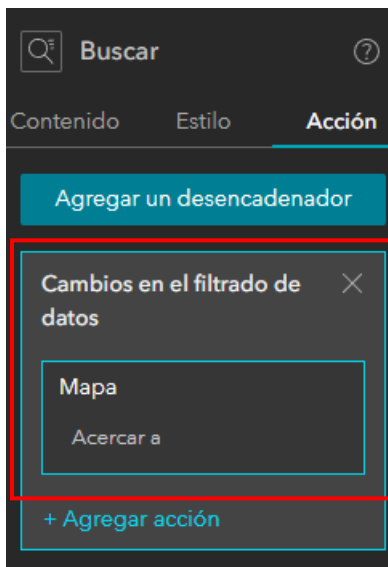 Buscar
Contenido Estilo Acción
Agregar un desencadenador
Cambios en el filtrado de
datos
Mapa
Acercar a
+ Agregar acción